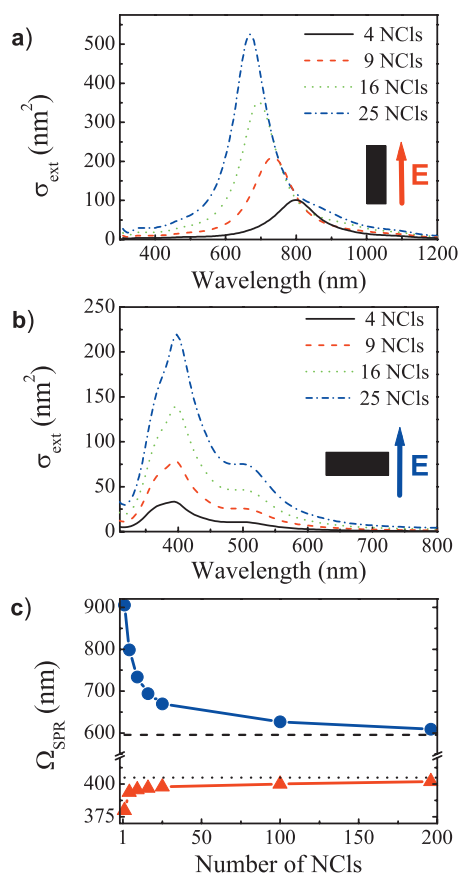 a)
500
400
300
200
100
0
σext (nm²)
4 NCls
9 NCls
16 NCls
25 NCls
E
400 600 800 1000 1200
Wavelength (nm)
b)
250
200
150
100
50
0
σext (nm²)
4 NCls
9 NCls
16 NCls
25 NCls
E
400 500 600 700 800
Wavelength (nm)
c)
900
800
700
600
400
375
ΩSPR (nm)
1 50 100 150 200
Number of NCls